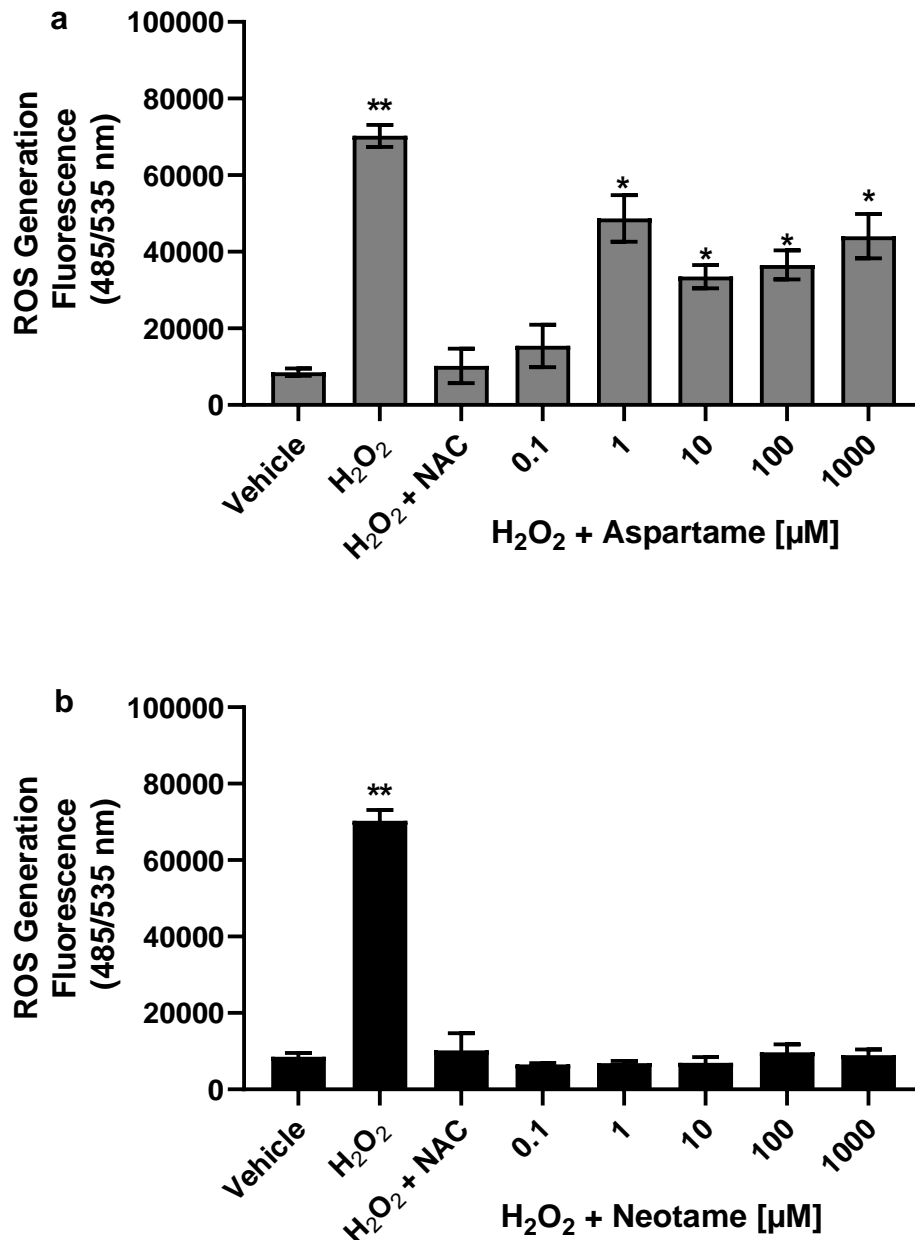 a
ROS Generation
Fluorescence
(485/535 nm)
100000
80000
60000
40000
20000
0
**
*
*
*
*
Vehicle
H₂O₂
H₂O₂ + NAC
0.1
1
10
100
1000
H₂O₂ + Aspartame [µM]
b
ROS Generation
Fluorescence
(485/535 nm)
100000
80000
60000
40000
20000
0
**
Vehicle
H₂O₂
H₂O₂ + NAC
0.1
1
10
100
1000
H₂O₂ + Neotame [µM]